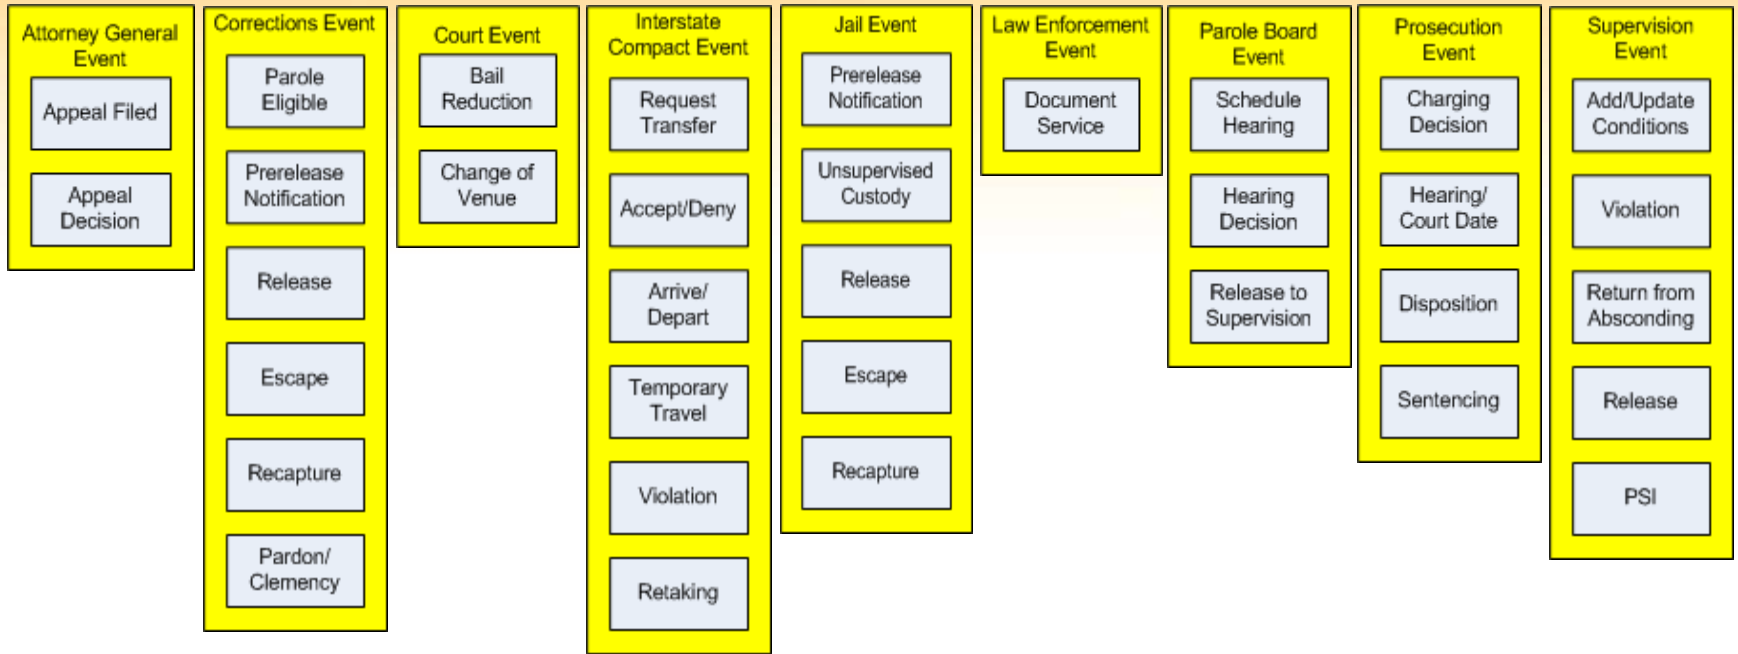 Attorney General
Event
Appeal Filed
Appeal
Decision
Corrections Event
Parole
Eligible
Prerelease
Notification
Release
Escape
Recapture
Pardon/
Clemency
Court Event
Bail
Reduction
Change of
Venue
Interstate
Compact Event
Request
Transfer
Accept/Deny
Arrive/
Depart
Temporary
Travel
Violation
Retaking
Jail Event
Prerelease
Notification
Unsupervised
Custody
Release
Escape
Recapture
Law Enforcement
Event
Document
Service
Parole Board
Event
Schedule
Hearing
Hearing
Decision
Release to
Supervision
Prosecution
Event
Charging
Decision
Hearing/
Court Date
Disposition
Sentencing
Supervision
Event
Add/Update
Conditions
Violation
Return from
Absconding
Release
PSI